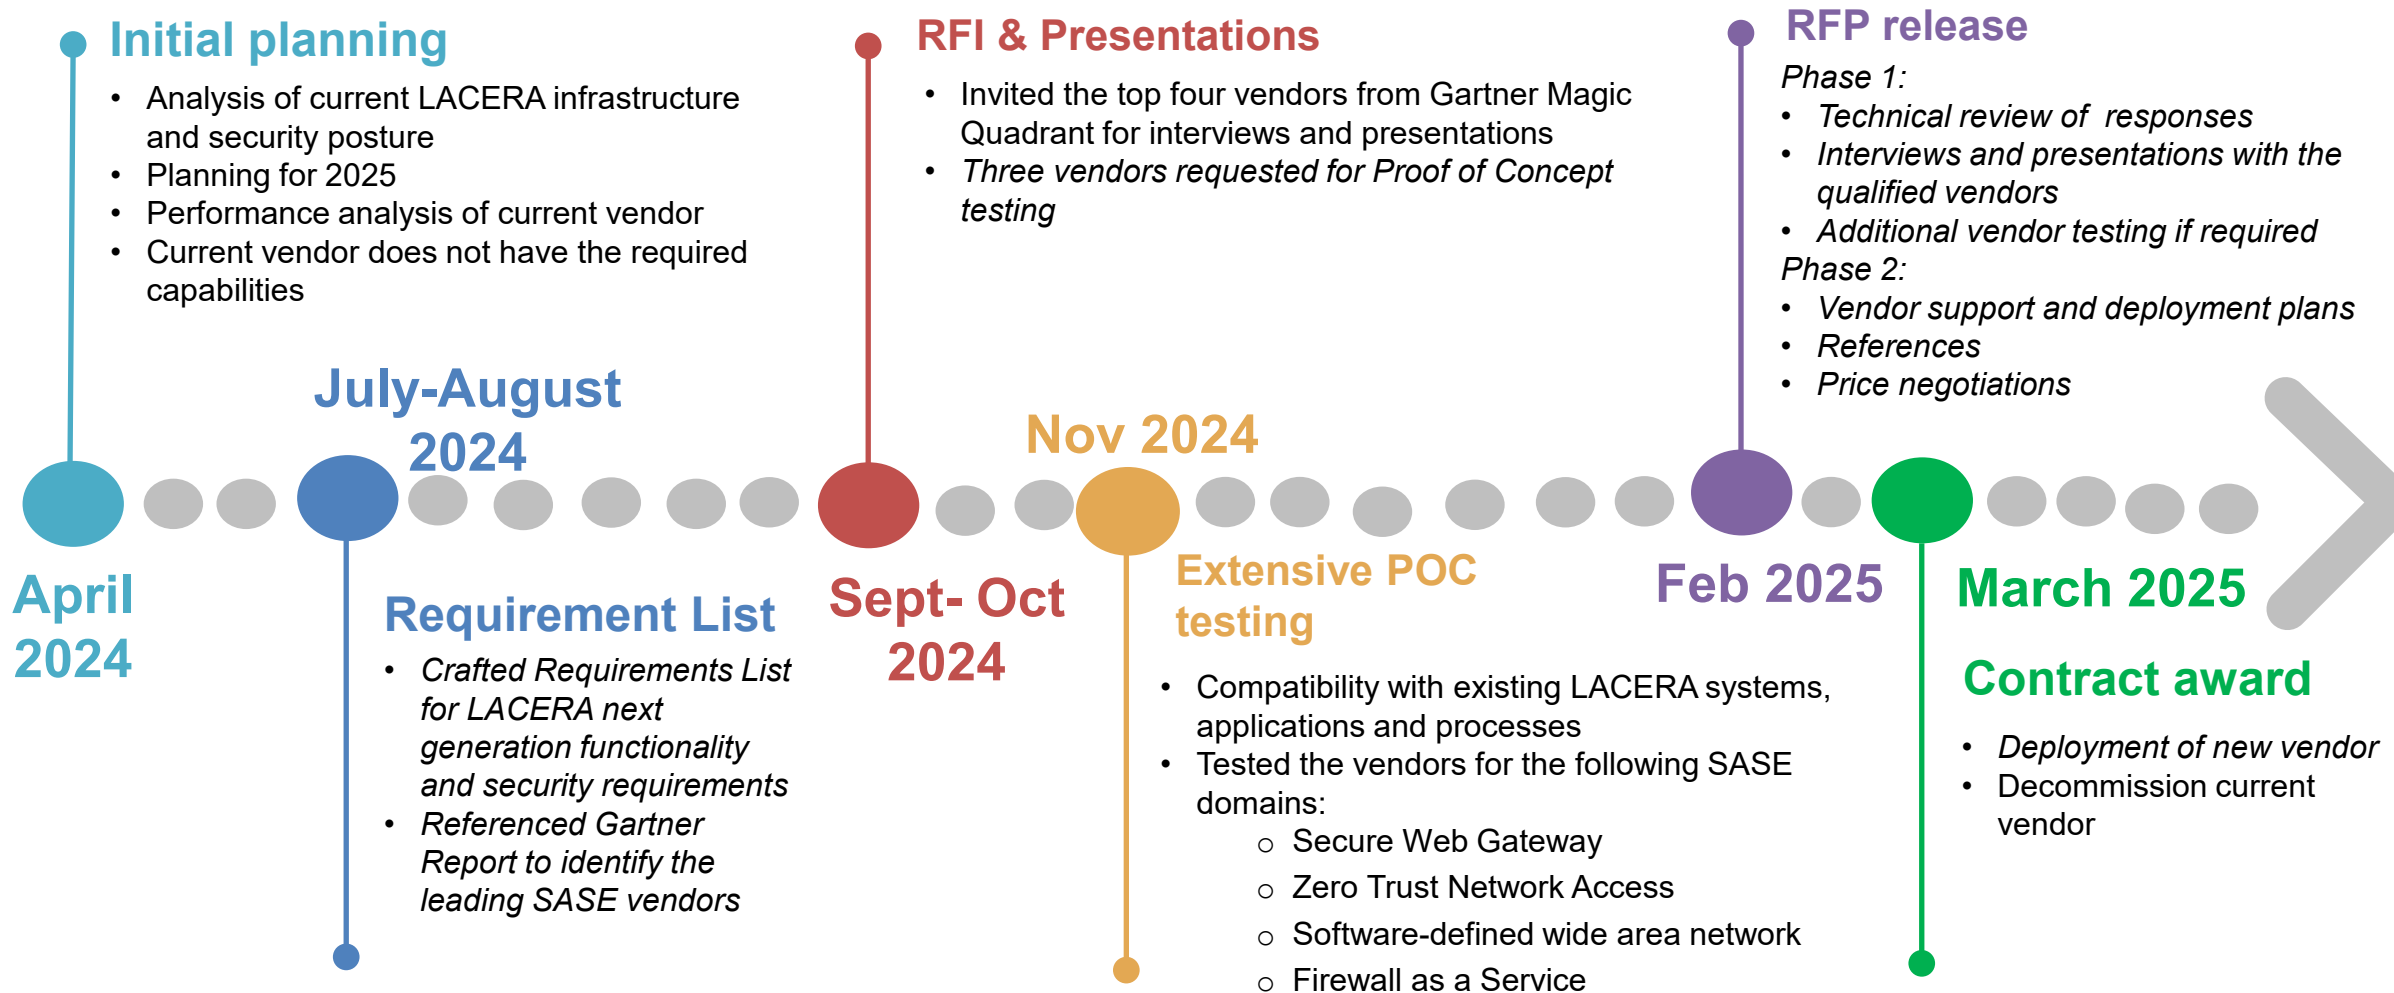 Initial planning
• Analysis of current LACERA infrastructure
and security posture
• Planning for 2025
• Performance analysis of current vendor
• Current vendor does not have the required
capabilities
April
2024
July-August
2024
Requirement List
• Crafted Requirements List
for LACERA next
generation functionality
and security requirements
• Referenced Gartner
Report to identify the
leading SASE vendors
RFI & Presentations
• Invited the top four vendors from Gartner Magic
Quadrant for interviews and presentations
• Three vendors requested for Proof of Concept
testing
Sept- Oct
2024
Nov 2024
Extensive POC
testing
• Compatibility with existing LACERA systems,
applications and processes
• Tested the vendors for the following SASE
domains:
o Secure Web Gateway
o Zero Trust Network Access
o Software-defined wide area network
o Firewall as a Service
RFP release
Phase 1:
• Technical review of  responses
• Interviews and presentations with the
qualified vendors
• Additional vendor testing if required
Phase 2:
• Vendor support and deployment plans
• References
• Price negotiations
Feb 2025
March 2025
Contract award
• Deployment of new vendor
• Decommission current
vendor